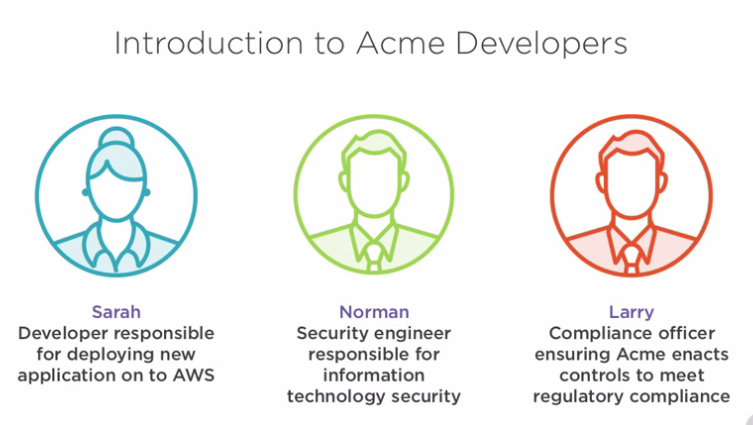 Introduction to Acme Developers
Sarah
Developer responsible
for deploying new
application on to AWS
Norman
Security engineer
responsible for
information
technology security
Larry
Compliance officer
ensuring Acme enacts
controls to meet
regulatory compliance